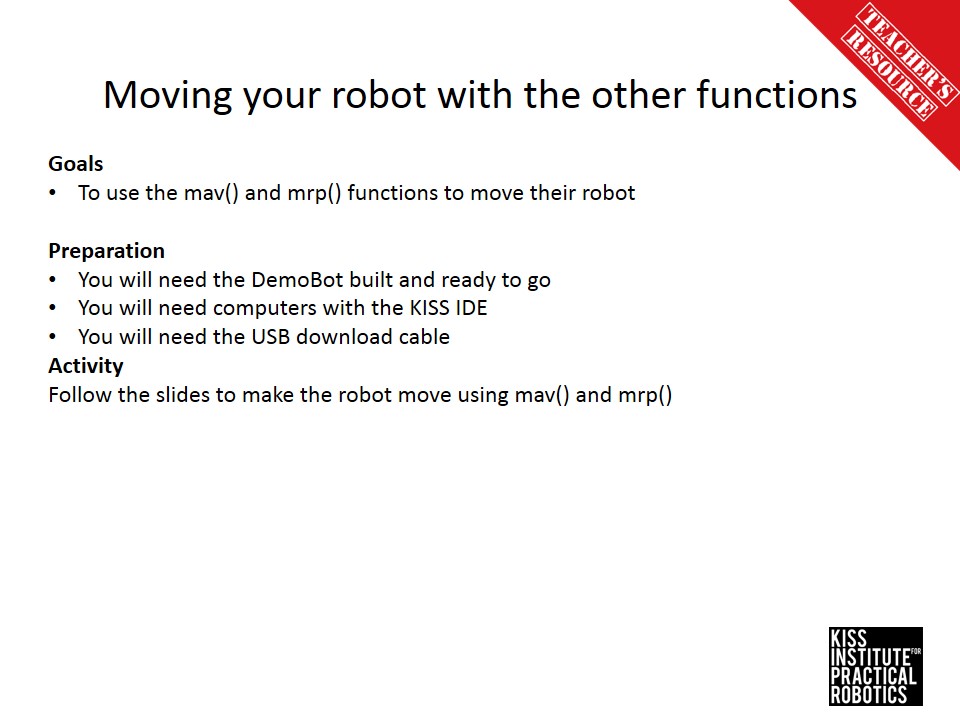 TEACHER'S
RESOURCE
Moving your robot with the other functions
Goals
• To use the mav() and mrp() functions to move their robot
Preparation
• You will need the DemoBot built and ready to go
• You will need computers with the KISS IDE
• You will need the USB download cable
Activity
Follow the slides to make the robot move using mav() and mrp()
KISS
INSTITUTE FOR
PRACTICAL
ROBOTICS